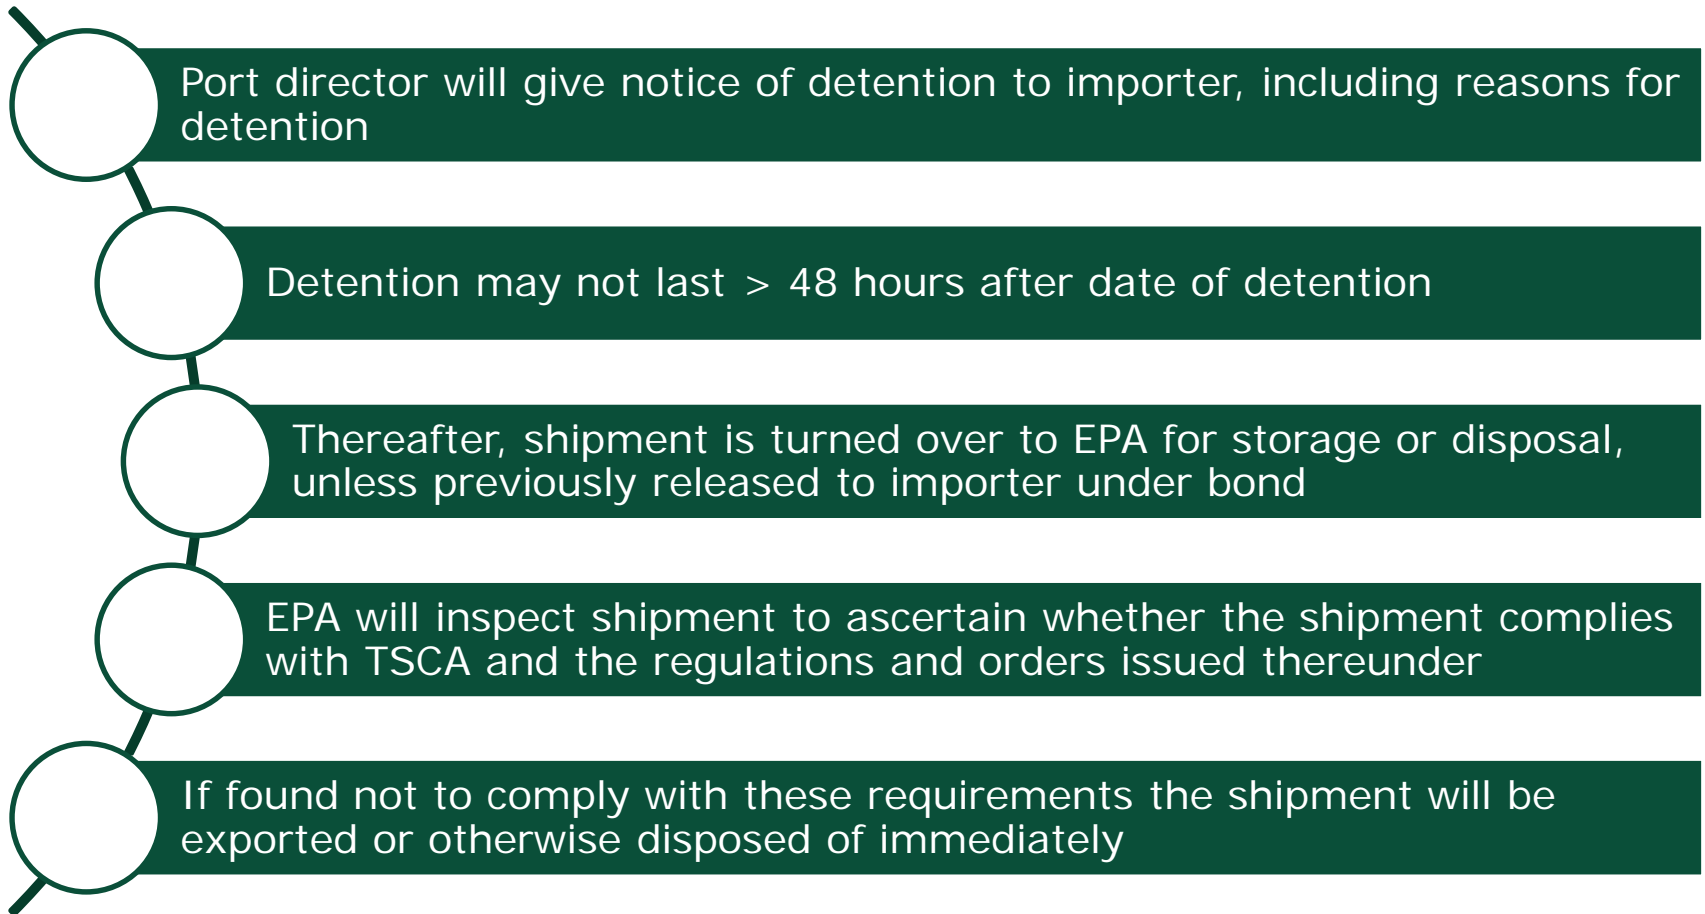 Port director will give notice of detention to importer, including reasons for
detention
Detention may not last > 48 hours after date of detention
Thereafter, shipment is turned over to EPA for storage or disposal,
unless previously released to importer under bond
EPA will inspect shipment to ascertain whether the shipment complies
with TSCA and the regulations and orders issued thereunder
If found not to comply with these requirements the shipment will be
exported or otherwise disposed of immediately